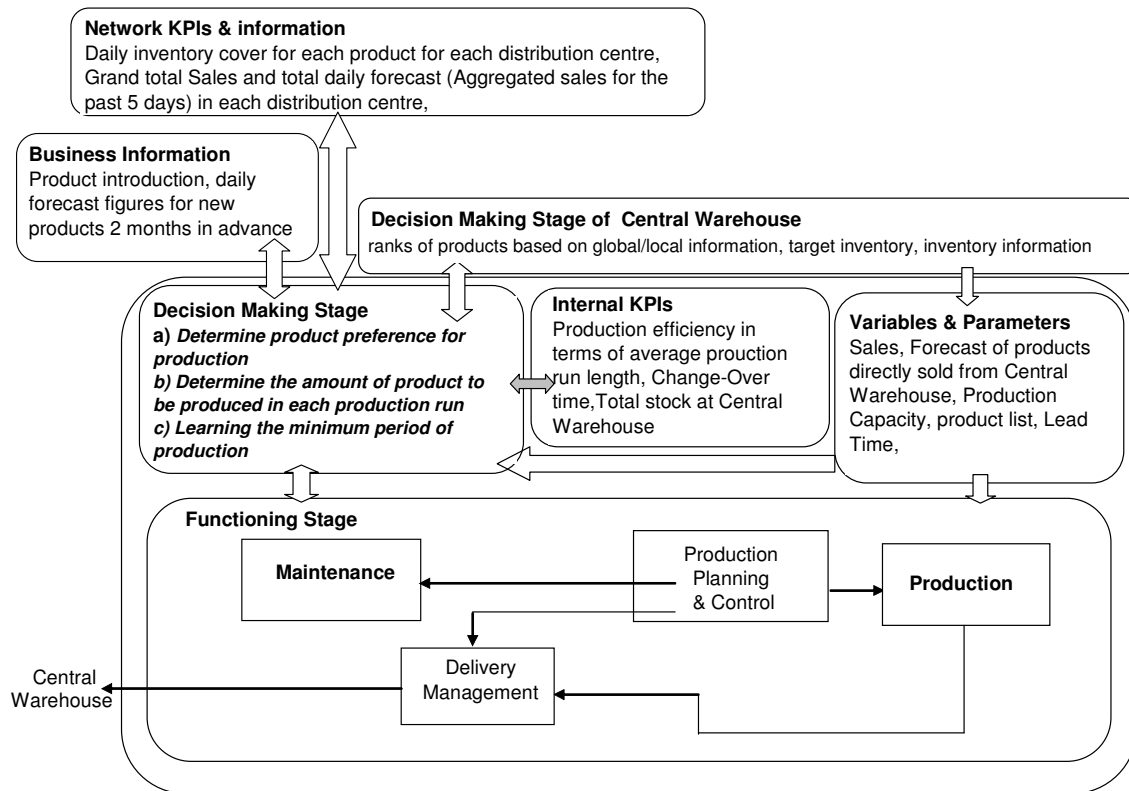 Network KPIs & information
Daily inventory cover for each product for each distribution centre,
Grand total Sales and total daily forecast (Aggregated sales for the
past 5 days) in each distribution centre,
Business Information
Product introduction, daily
forecast figures for new
products 2 months in advance
Decision Making Stage of Central Warehouse
ranks of products based on global/local information, target inventory, inventory information
Decision Making Stage
a) Determine product preference for
production
b) Determine the amount of product to
be produced in each production run
c) Learning the minimum period of
production
Internal KPIs
Production efficiency in
terms of average prouction
run length, Change-Over
time,Total stock at Central
Warehouse
Variables & Parameters
Sales, Forecast of products
directly sold from Central
Warehouse, Production
Capacity, product list, Lead
Time,
Functioning Stage
Maintenance
Production
Planning
& Control
Production
Delivery
Management
Central
Warehouse